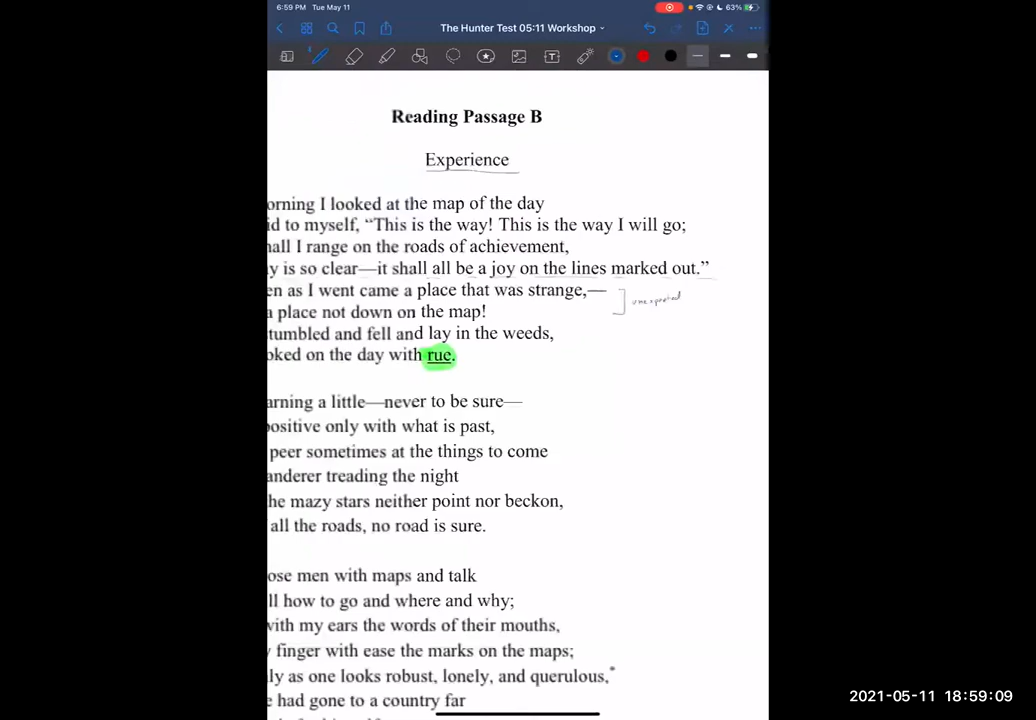 6:59 PM Tue May 11
63%
The Hunter Test 05:11 Workshop
Reading Passage B
Experience
orning I looked at the map of the day
id to myself, “This is the way! This is the way I will go;
hall I range on the roads of achievement,
y is so clear—it shall all be a joy on the lines marked out.”
en as I went came a place that was strange,—
unexpected
a place not down on the map!
tumbled and fell and lay in the weeds,
oked on the day with rue.
arning a little—never to be sure—
positive only with what is past,
peer sometimes at the things to come
anderer treading the night
he mazy stars neither point nor beckon,
all the roads, no road is sure.
ose men with maps and talk
ll how to go and where and why;
with my ears the words of their mouths,
finger with ease the marks on the maps;
ly as one looks robust, lonely, and querulous,*
e had gone to a country far
2021-05-11 18:59:09